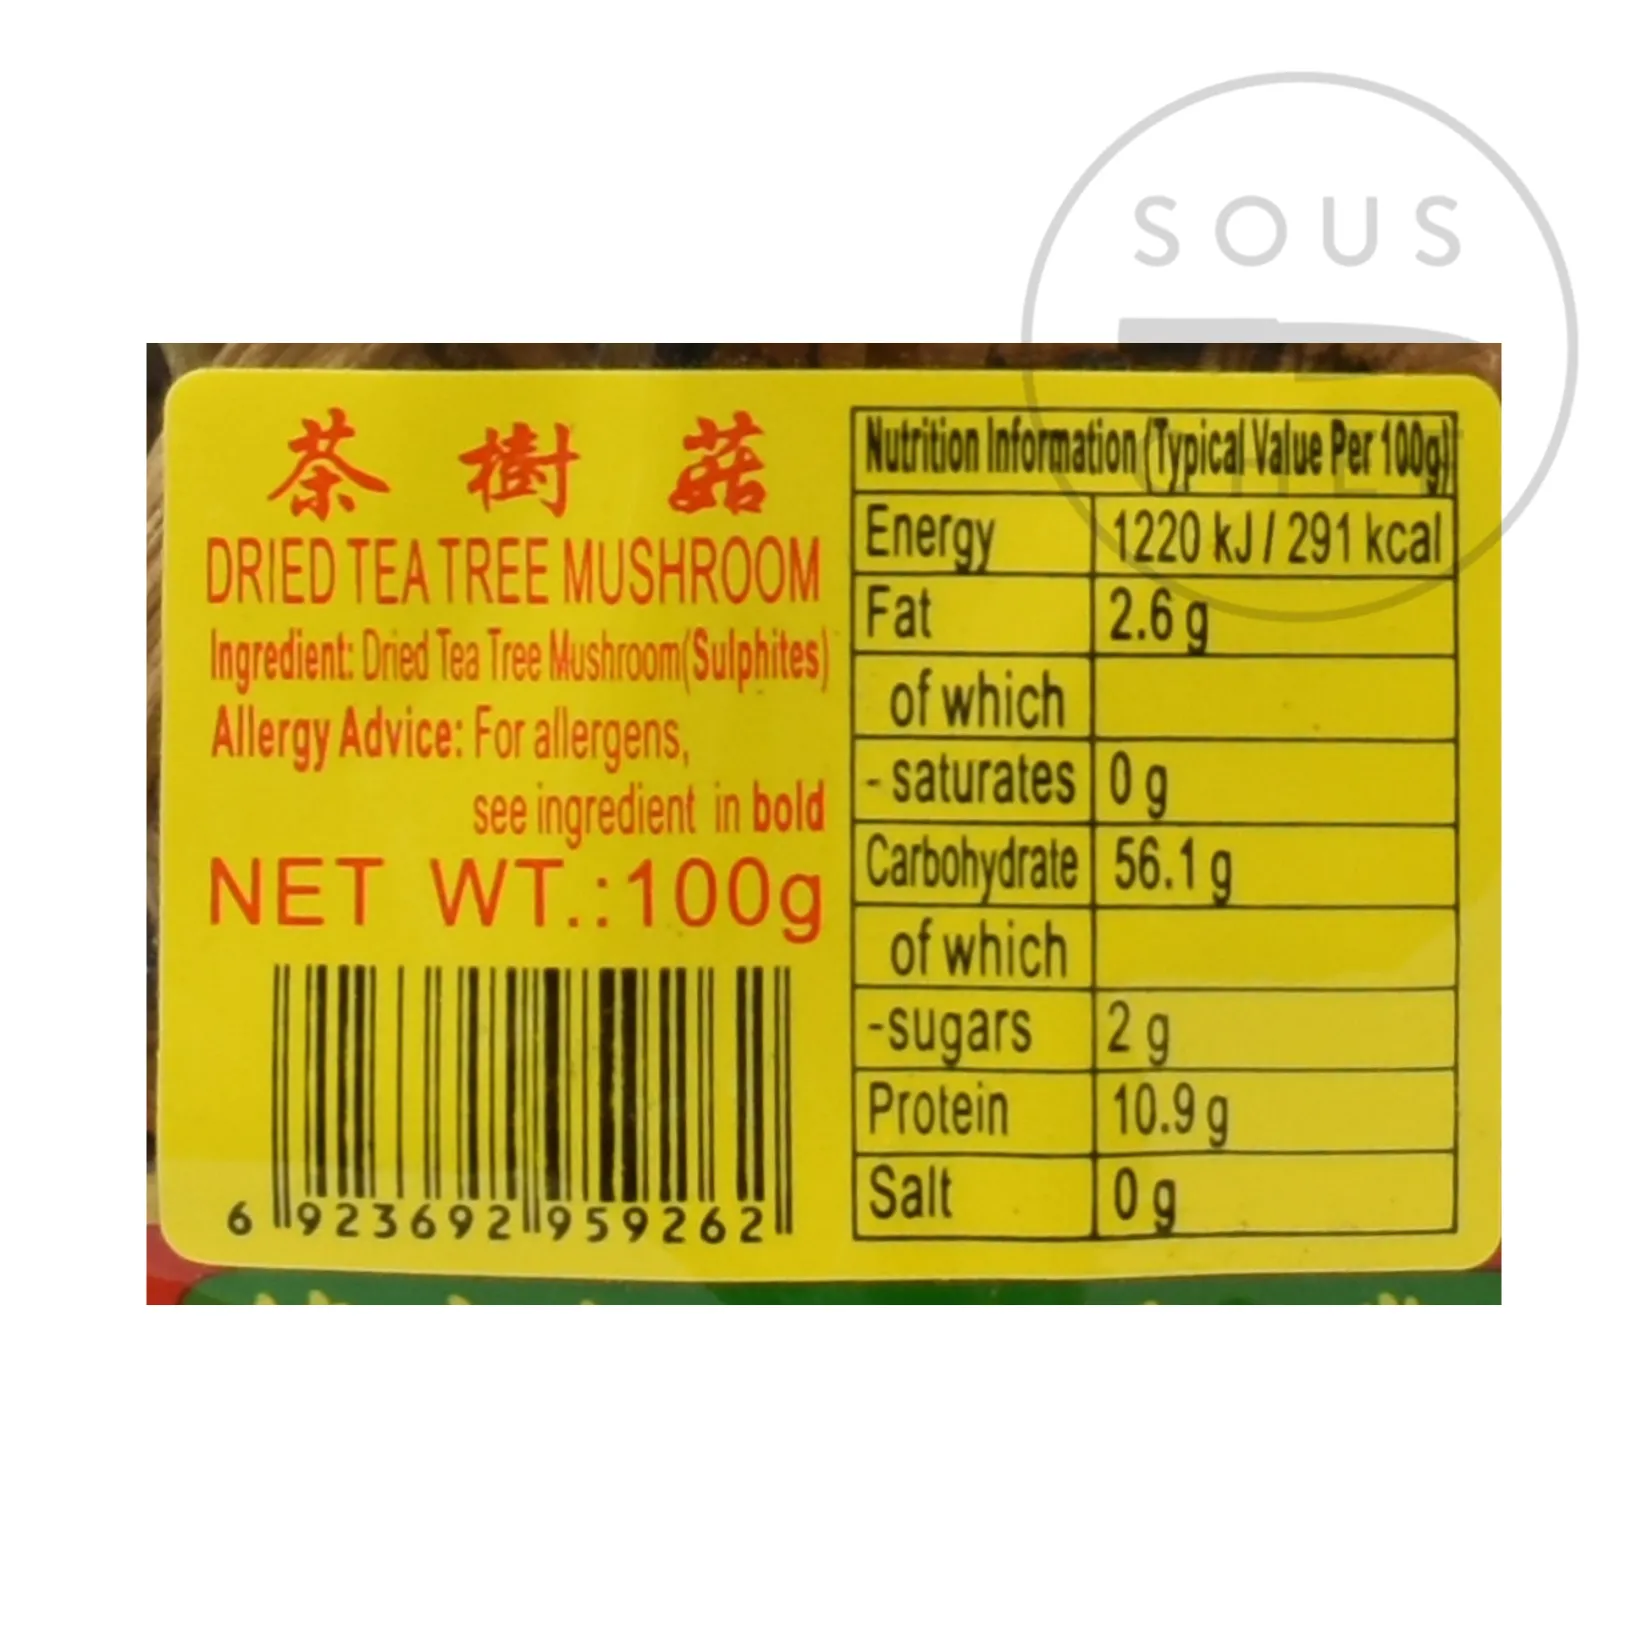 SOUS
CHEF
茶樹菇
DRIED TEA TREE MUSHROOM
Ingredient: Dried Tea Tree Mushroom(Sulphites)
Allergy Advice: For allergens,
see ingredient in bold
NET WT.:100g
6 923692 959262
Nutrition Information (Typical Value Per 100g)
Energy 1220 kJ / 291 kcal
Fat 2.6 g
of which
- saturates 0 g
Carbohydrate 56.1 g
of which
-sugars 2 g
Protein 10.9 g
Salt 0 g